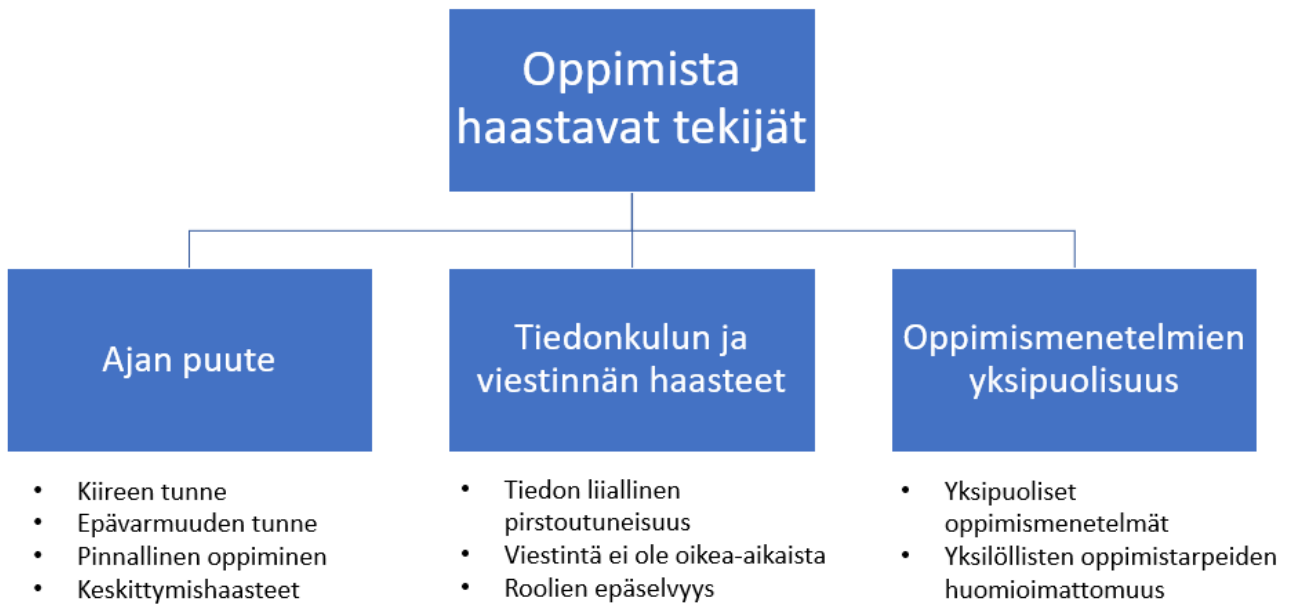 Oppimista
haastavat tekijät
Ajan puute
Tiedonkulun ja
viestinnän haasteet
Oppimismenetelmien
yksipuolisuus
• Kiireen tunne
• Epävarmuuden tunne
• Pinnallinen oppiminen
• Keskittymishaasteet
• Tiedon liiallinen
pirstoutuneisuus
• Viestintä ei ole oikea-aikaista
• Roolien epäselvyys
• Yksipuoliset
oppimismenetelmät
• Yksilöllisten oppimistarpeiden
huomioimattomuus